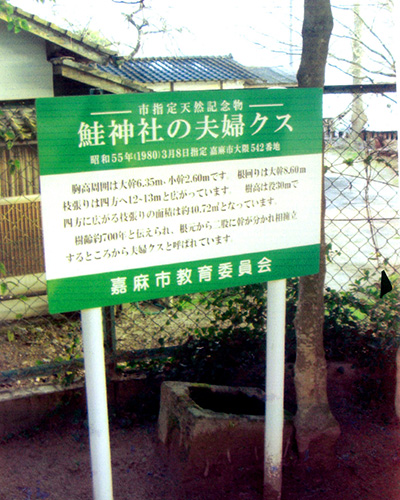 市指定天然記念物
鮭神社の夫婦クス
昭和55年(1980)3月8日指定 嘉麻市大隈542番地
胸高周囲は大幹6.35m、小幹2.60mです。 根回りは8.60m
枝張りは四方へ12~13mと広がっています。 樹高は役30mで
四方に広がる枝張りの面積は約40.72㎡となっています。
樹齢約700年と伝えられ、根元から二股に幹が分かれ相接立
するところから夫婦クスと呼ばれています。
嘉麻市教育委員会